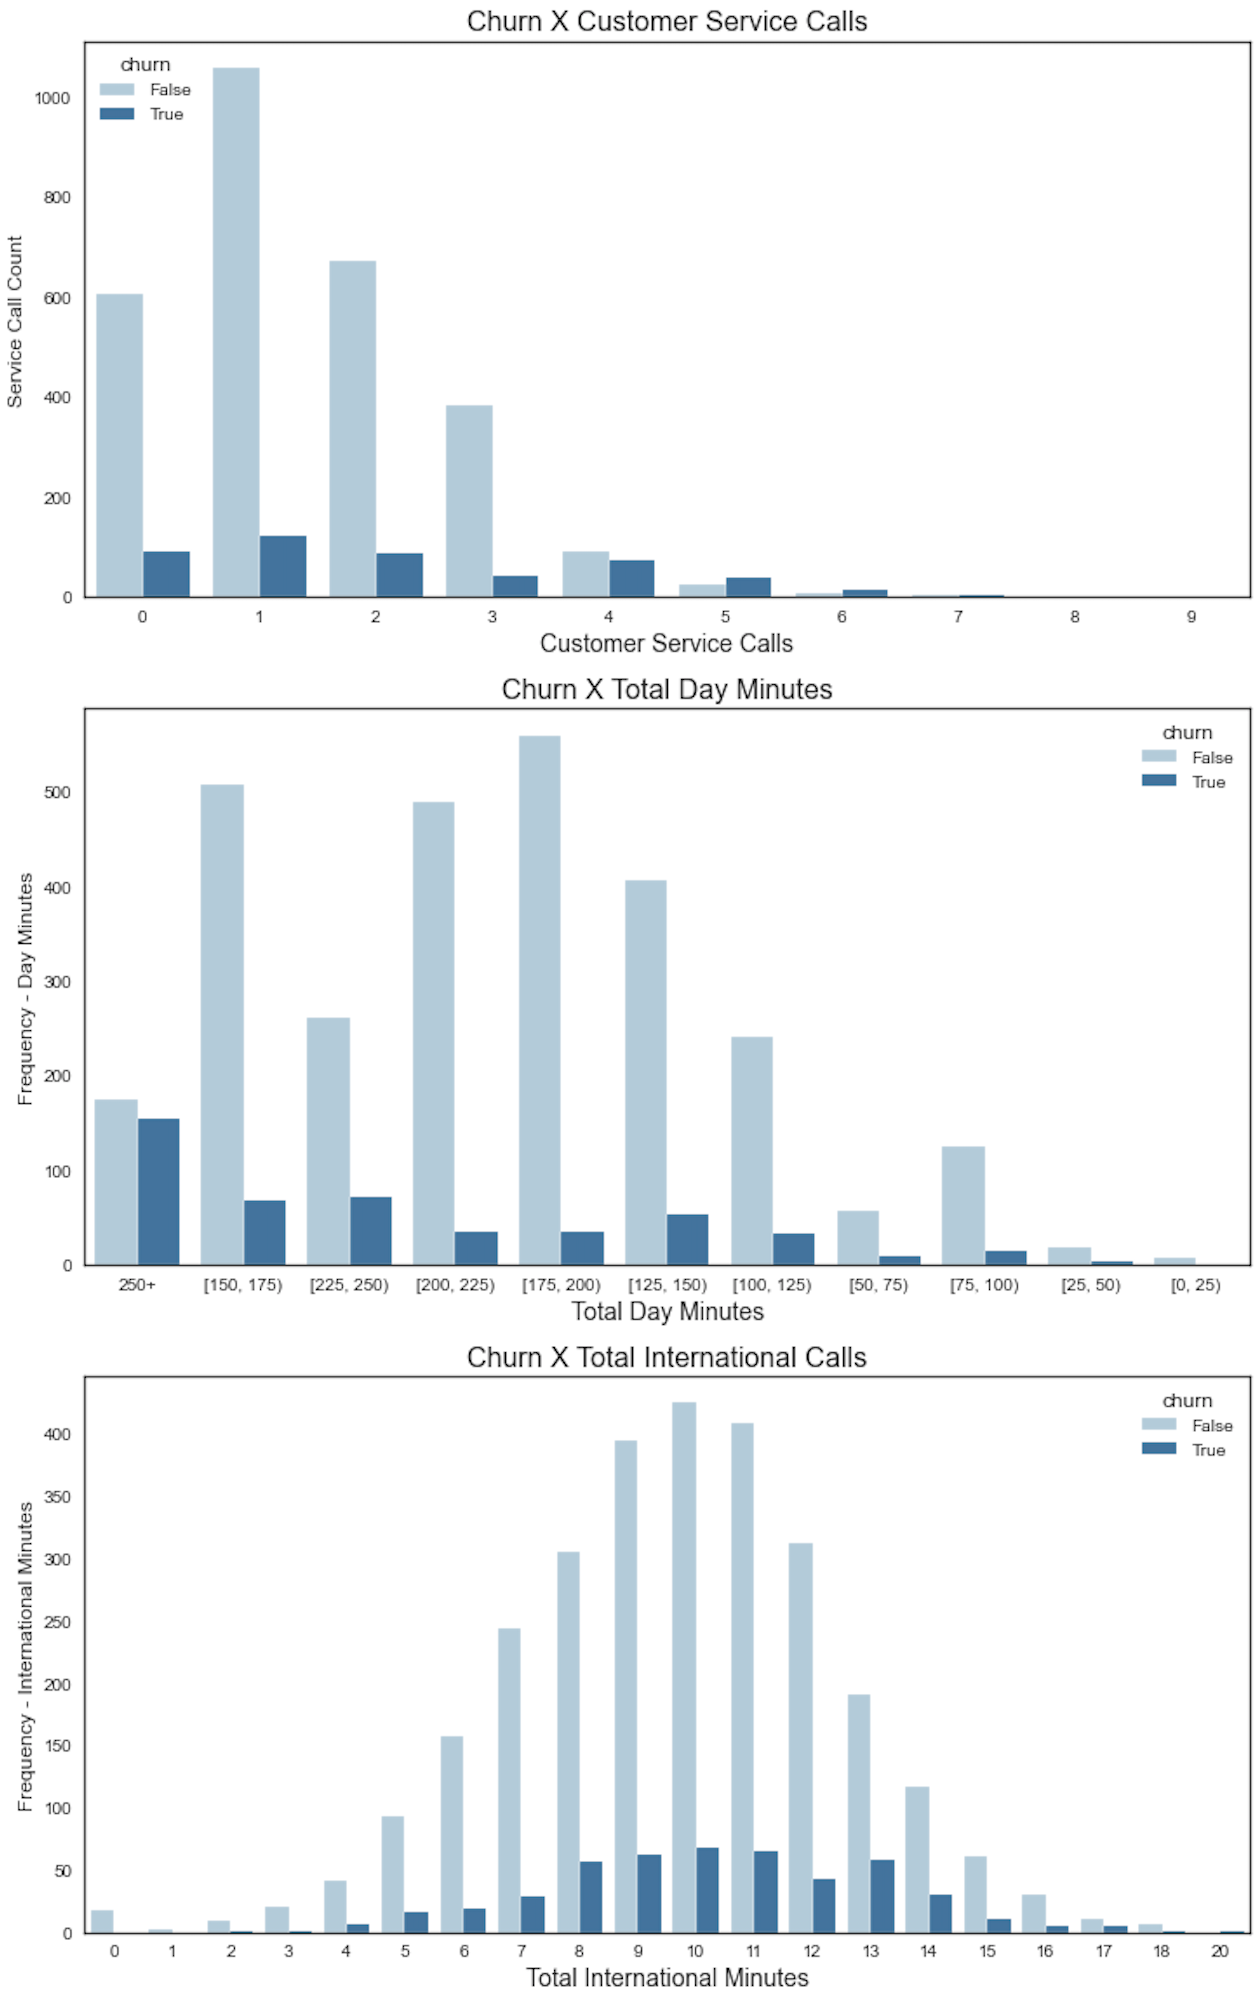 Churn X Customer Service Calls
churn
False
True
1000
800
600
400
200
0
Service Call Count
0 1 2 3 4 5 6 7 8 9
Customer Service Calls
Churn X Total Day Minutes
churn
False
True
500
400
300
200
100
0
Frequency - Day Minutes
250+ [150, 175) [225, 250) [200, 225) [175, 200) [125, 150) [100, 125) [50, 75) [75, 100) [25, 50) [0, 25)
Total Day Minutes
Churn X Total International Calls
churn
False
True
400
350
300
250
200
150
100
50
0
Frequency - International Minutes
0 1 2 3 4 5 6 7 8 9 10 11 12 13 14 15 16 17 18 20
Total International Minutes